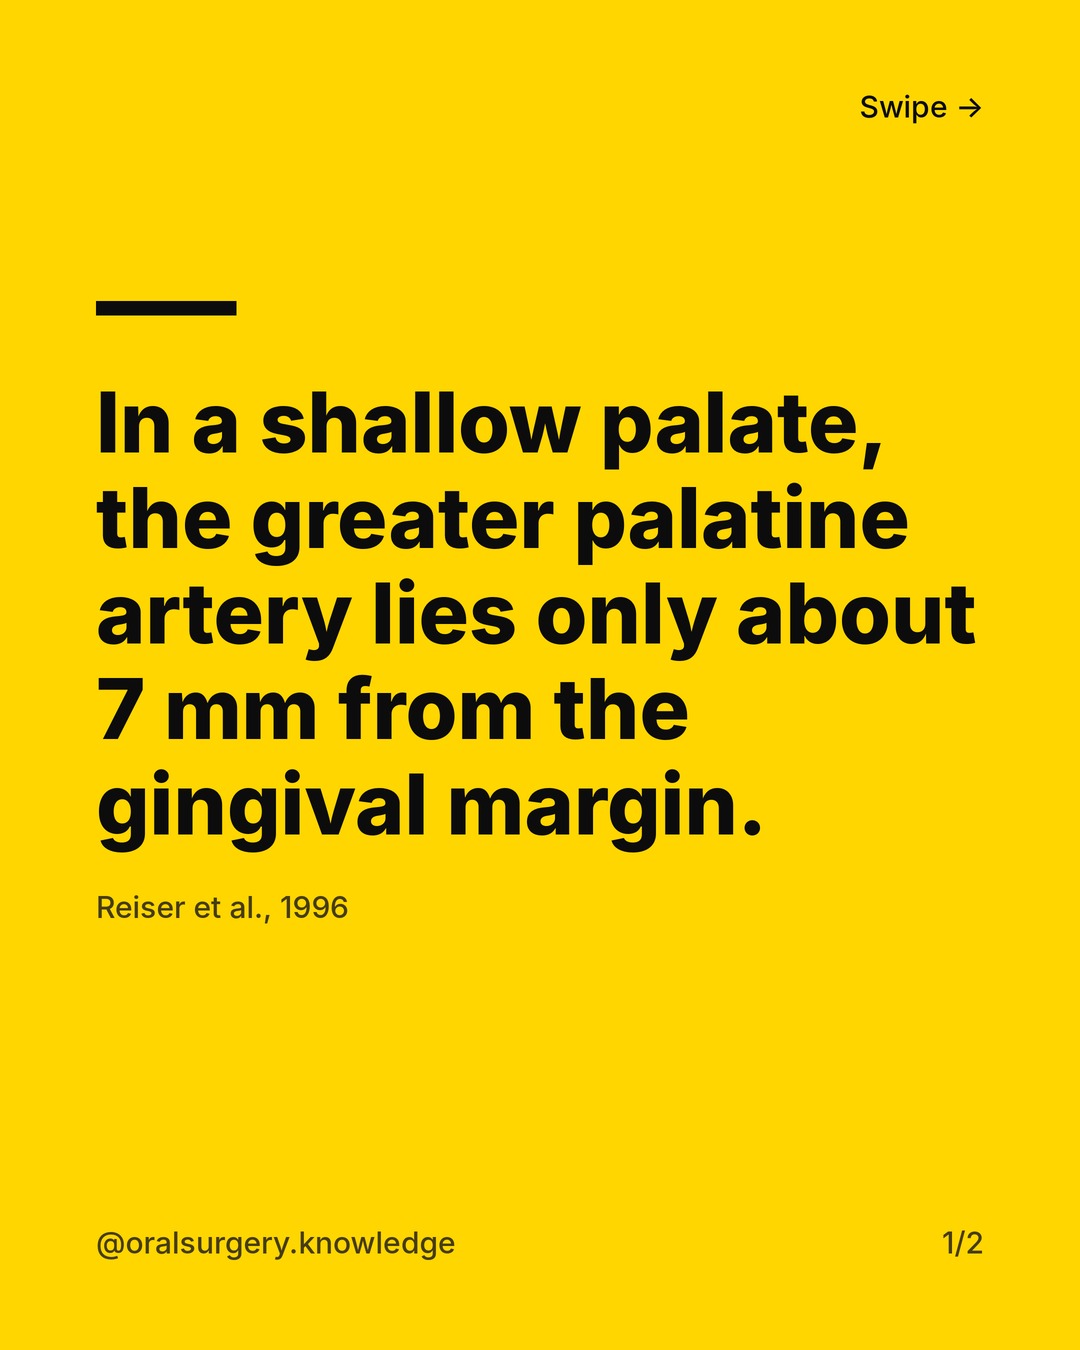 Swipe →
In a shallow palate,
the greater palatine
artery lies only about
7 mm from the
gingival margin.
Reiser et al., 1996
@oralsurgery.knowledge
1/2